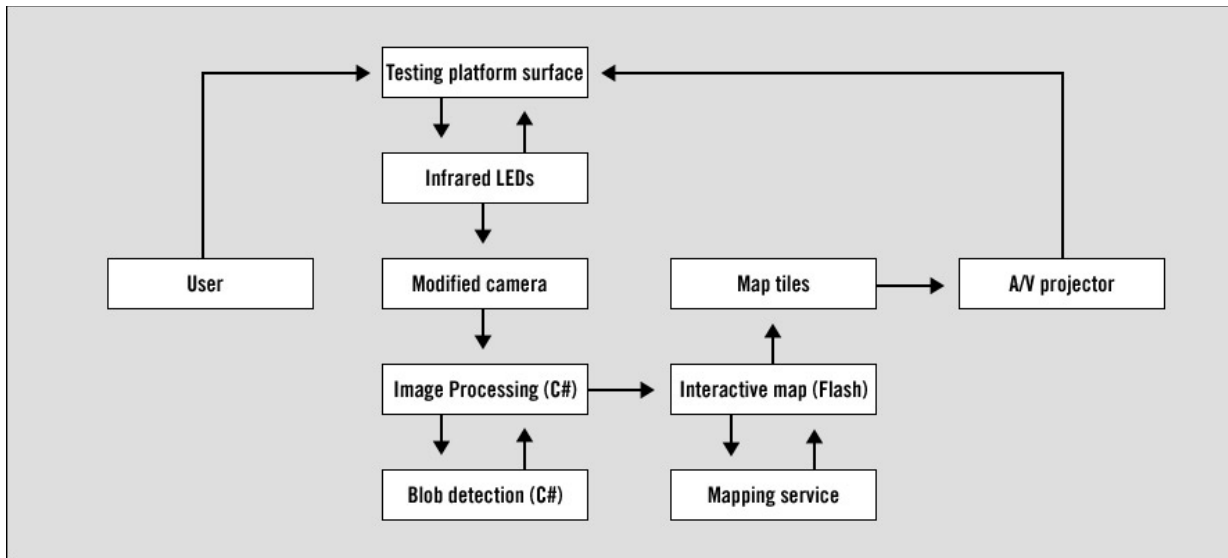 Testing platform surface
Infrared LEDs
User
Modified camera
Map tiles
A/V projector
Image Processing (C#)
Interactive map (Flash)
Blob detection (C#)
Mapping service